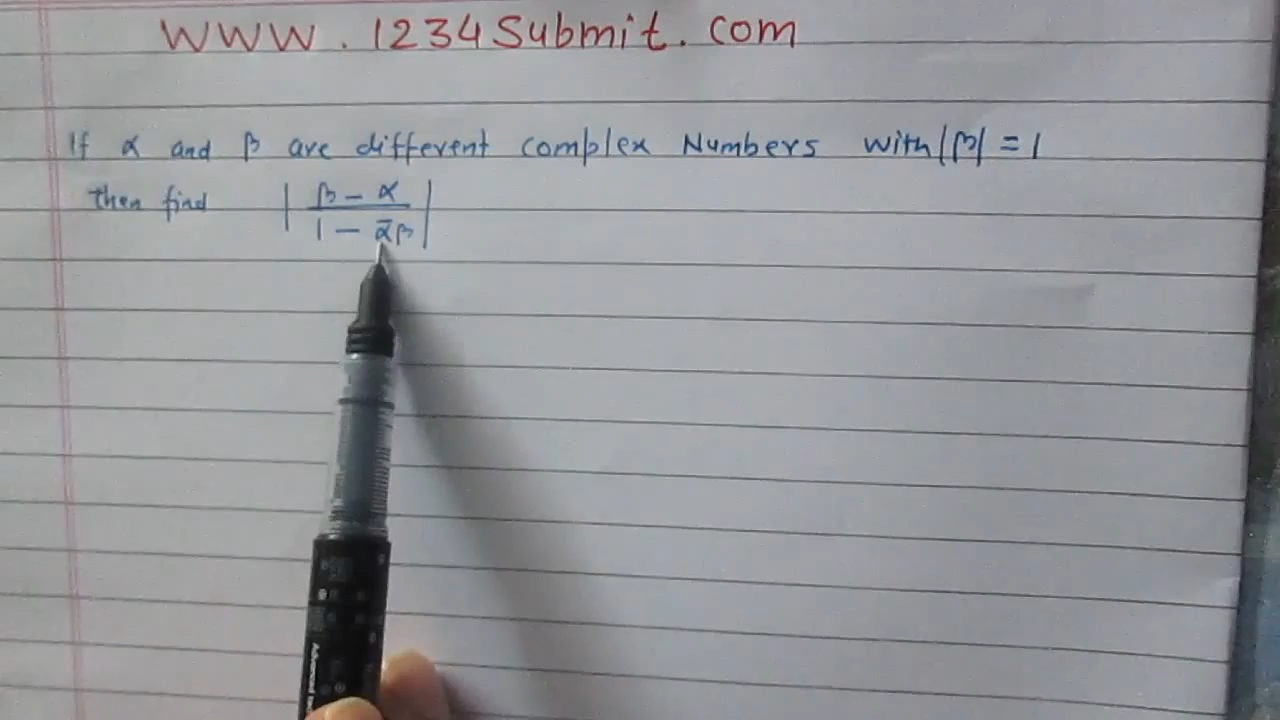 WWW.1234Submit.com
If α and β are different complex Numbers with |β| = 1
then find | β - α / 1 - ᾱβ |